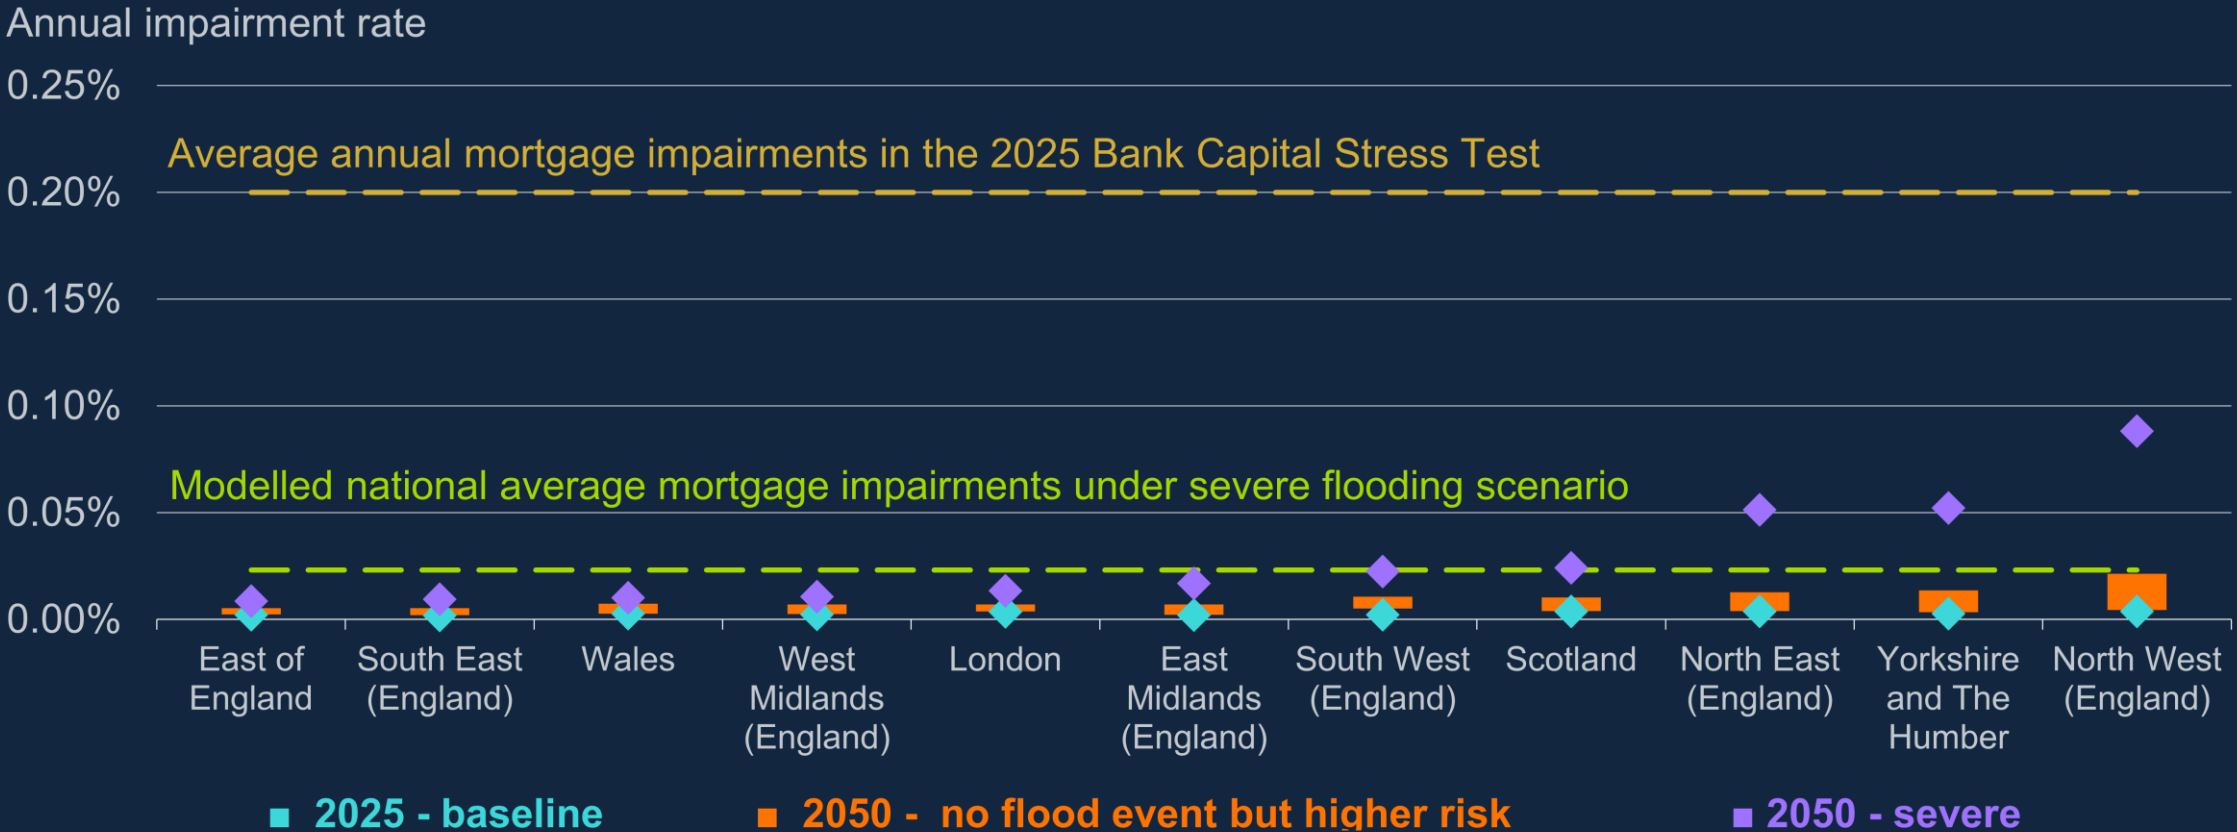 Annual impairment rate
0.25%
Average annual mortgage impairments in the 2025 Bank Capital Stress Test
0.20%
0.15%
0.10%
Modelled national average mortgage impairments under severe flooding scenario
0.05%
0.00%
East of
England
South East
(England)
Wales
West
Midlands
(England)
London
East
Midlands
(England)
South West
(England)
Scotland
North East
(England)
Yorkshire
and The
Humber
North West
(England)
2025 - baseline
2050 - no flood event but higher risk
2050 - severe